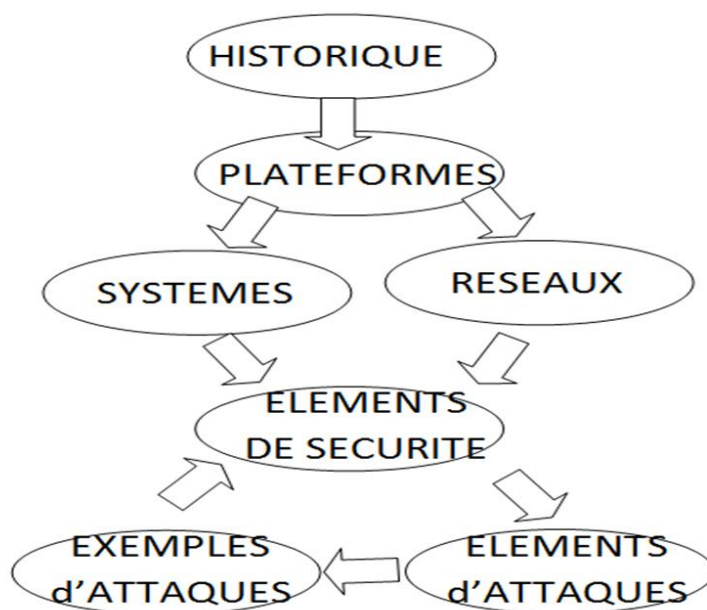 HISTORIQUE
PLATEFORMES
SYSTEMES
RESEAUX
ELEMENTS
DE SECURITE
EXEMPLES
d'ATTAQUES
ELEMENTS
d'ATTAQUES